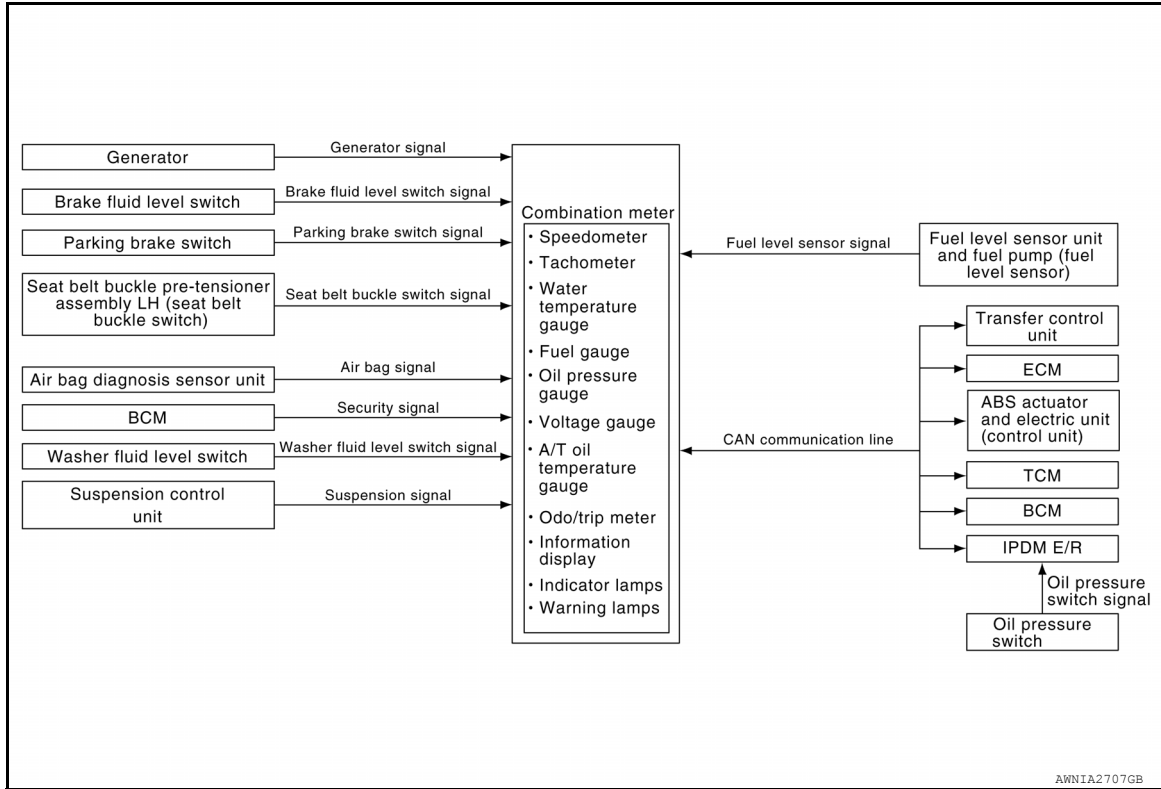 Generator
Generator signal
Brake fluid level switch
Brake fluid level switch signal
Parking brake switch
Parking brake switch signal
Seat belt buckle pre-tensioner
assembly LH (seat belt
buckle switch)
Seat belt buckle switch signal
Air bag diagnosis sensor unit
Air bag signal
BCM
Security signal
Washer fluid level switch
Washer fluid level switch signal
Suspension control
unit
Suspension signal
Combination meter
• Speedometer
• Tachometer
• Water
temperature
gauge
• Fuel gauge
• Oil pressure
gauge
• Voltage gauge
• A/T oil
temperature
gauge
• Odo/trip meter
• Information
display
• Indicator lamps
• Warning lamps
Fuel level sensor signal
Fuel level sensor unit
and fuel pump (fuel
level sensor)
CAN communication line
Transfer control
unit
ECM
ABS actuator
and electric unit
(control unit)
TCM
BCM
IPDM E/R
Oil pressure
switch signal
Oil pressure
switch
AWNIA2707GB